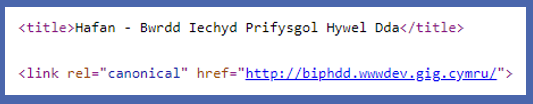 <title>Hafan - Bwrdd Iechyd Prifysgol Hywel Dda</title>
<link rel="canonical" href="http://biphdd.wwwdev.gig.cymru/">